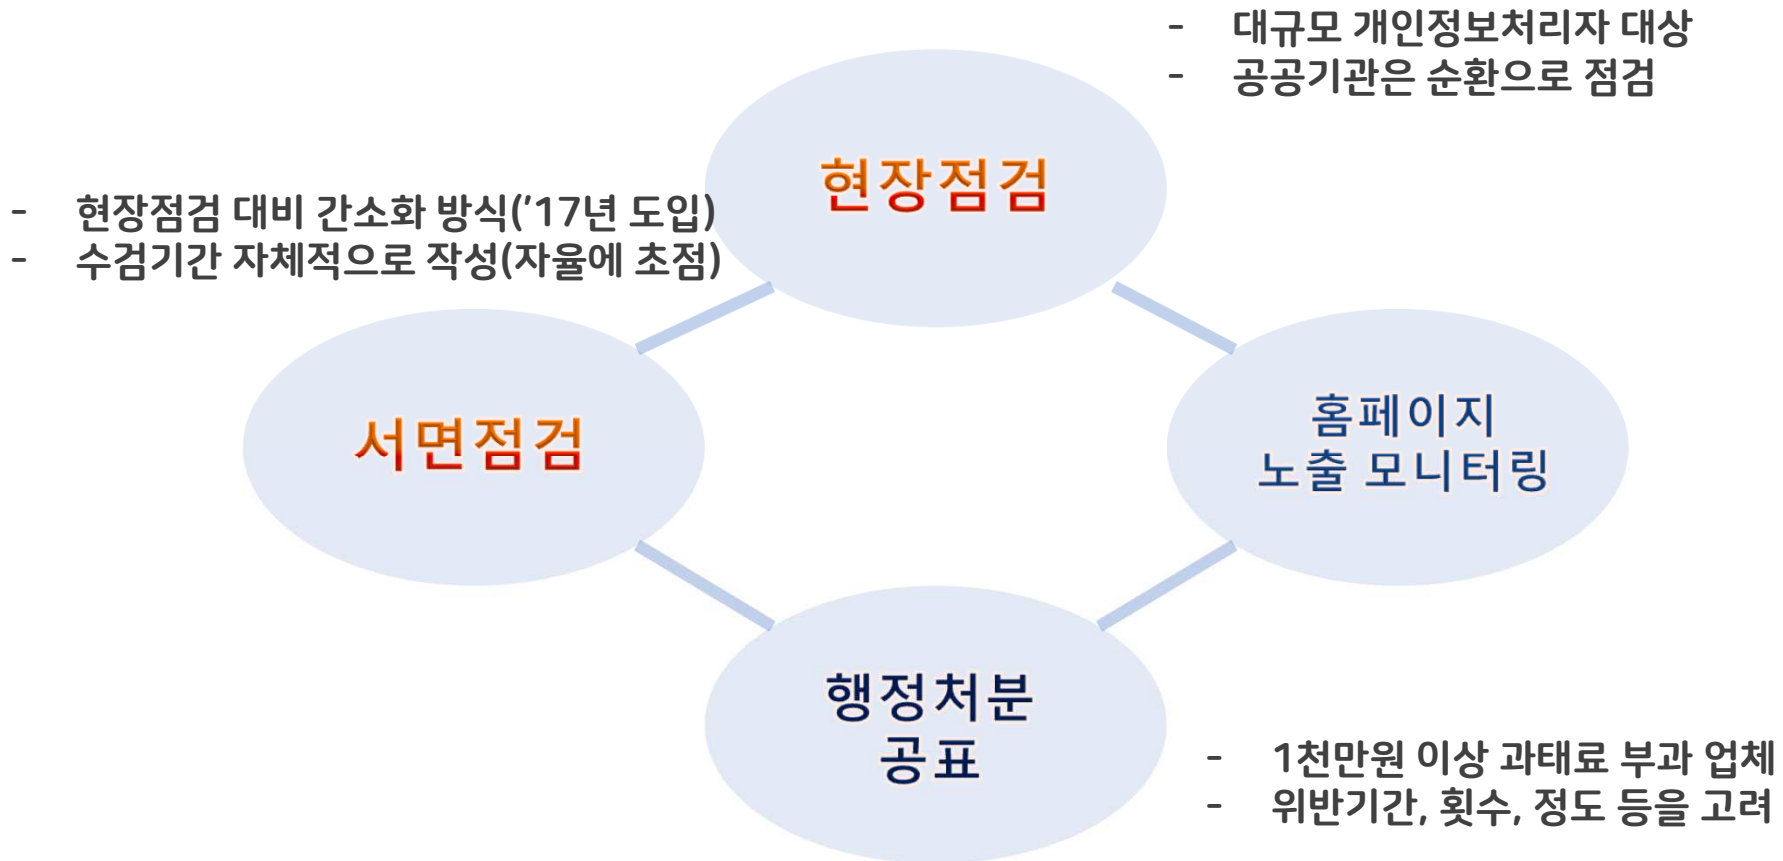 - 대규모 개인정보처리자 대상
- 공공기관은 순환으로 점검
현장점검
- 현장점검 대비 간소화 방식(’17년 도입)
- 수검기간 자체적으로 작성(자율에 초점)
서면점검
홈페이지
노출 모니터링
행정처분
공표
- 1천만원 이상 과태료 부과 업체
- 위반기간, 횟수, 정도 등을 고려